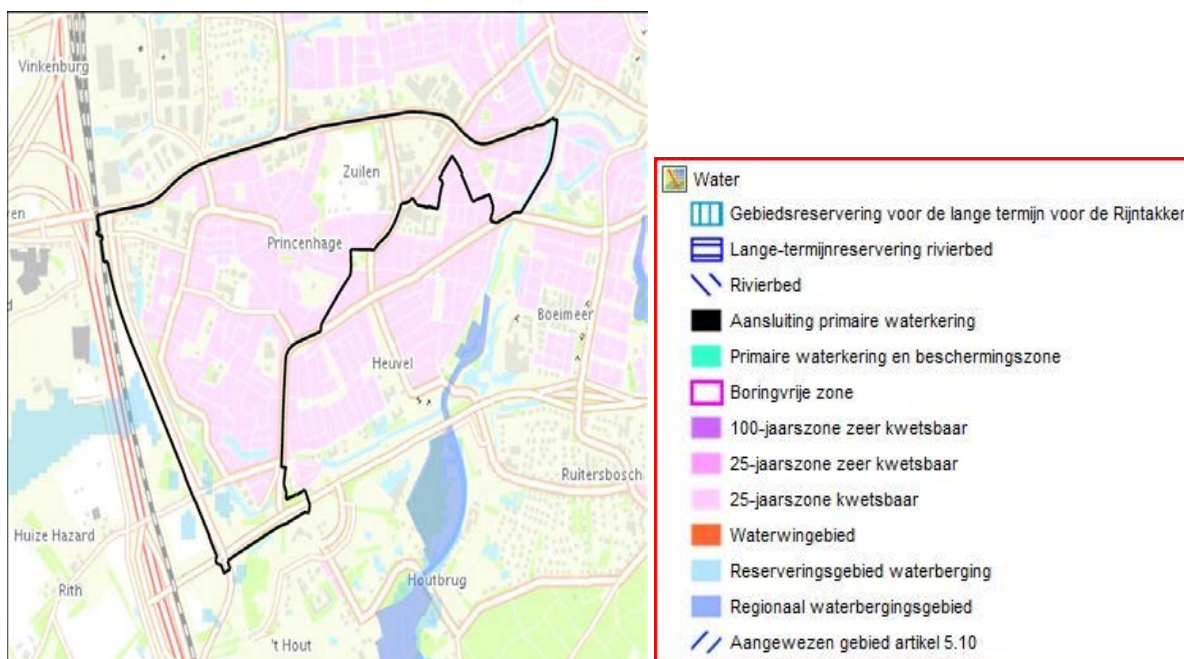 Vinkenburg
Zuilen
Princenhage
Boeimeer
Heuvel
Ruitersbosch
Huize Hazard
Rith
Houtbrug
't Hout
Water
Gebiedsreservering voor de lange termijn voor de Rijntakken
Lange-termijnreservering rivierbed
Rivierbed
Aansluiting primaire waterkering
Primaire waterkering en beschermingszone
Boringvrije zone
100-jaarszone zeer kwetsbaar
25-jaarszone zeer kwetsbaar
25-jaarszone kwetsbaar
Waterwingebied
Reserveringsgebied waterberging
Regionaal waterbergingsgebied
Aangewezen gebied artikel 5.10